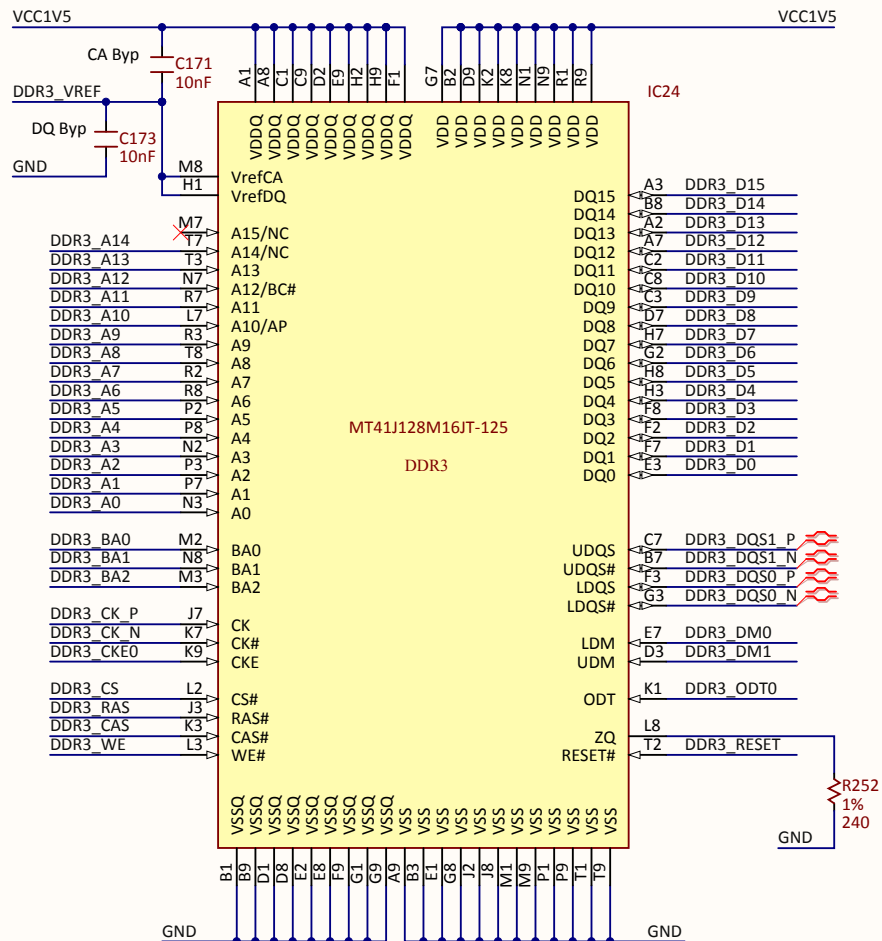 VCC1V5 VCC1V5
CA Byp C171
10nF
DDR3_VREF
DQ Byp C173
10nF
GND
A1 A8 C1 C9 D2 E9 H2 H9 F1 G7 B2 D9 K2 K8 N1 N9 R1 R9
IC24
VDDQ VDDQ VDDQ VDDQ VDDQ VDDQ VDDQ VDDQ VDDQ VDD VDD VDD VDD VDD VDD VDD VDD VDD
M8 VrefCA
H1 VrefDQ
M7 A15/NC
DDR3_A14 T7 A14/NC
DDR3_A13 T3 A13
DDR3_A12 N7 A12/BC#
DDR3_A11 R7 A11
DDR3_A10 L7 A10/AP
DDR3_A9 R3 A9
DDR3_A8 T8 A8
DDR3_A7 R2 A7
DDR3_A6 R8 A6
DDR3_A5 P2 A5
DDR3_A4 P8 A4
DDR3_A3 N2 A3
DDR3_A2 P3 A2
DDR3_A1 P7 A1
DDR3_A0 N3 A0
DDR3_BA0 M2 BA0
DDR3_BA1 N8 BA1
DDR3_BA2 M3 BA2
DDR3_CK_P J7 CK
DDR3_CK_N K7 CK#
DDR3_CKE0 K9 CKE
DDR3_CS L2 CS#
DDR3_RAS J3 RAS#
DDR3_CAS K3 CAS#
DDR3_WE L3 WE#
MT41J128M16JT-125
DDR3
DQ15 A3 DDR3_D15
DQ14 B8 DDR3_D14
DQ13 A2 DDR3_D13
DQ12 A7 DDR3_D12
DQ11 C2 DDR3_D11
DQ10 C8 DDR3_D10
DQ9 C3 DDR3_D9
DQ8 D7 DDR3_D8
DQ7 H7 DDR3_D7
DQ6 G2 DDR3_D6
DQ5 H8 DDR3_D5
DQ4 H3 DDR3_D4
DQ3 F8 DDR3_D3
DQ2 F2 DDR3_D2
DQ1 F7 DDR3_D1
DQ0 E3 DDR3_D0
UDQS C7 DDR3_DQS1_P
UDQS# B7 DDR3_DQS1_N
LDQS F3 DDR3_DQS0_P
LDQS# G3 DDR3_DQS0_N
LDM E7 DDR3_DM0
UDM D3 DDR3_DM1
ODT K1 DDR3_ODT0
ZQ L8
RESET# T2 DDR3_RESET
R252
1%
240
GND
VSSQ VSSQ VSSQ VSSQ VSSQ VSSQ VSSQ VSSQ VSSQ VSS VSS VSS VSS VSS VSS VSS VSS VSS VSS VSS VSS
B1 B9 D1 D8 E2 E8 F9 G1 G9 A9 B3 E1 G8 J2 J8 M1 M9 P1 P9 T1 T9
GND GND